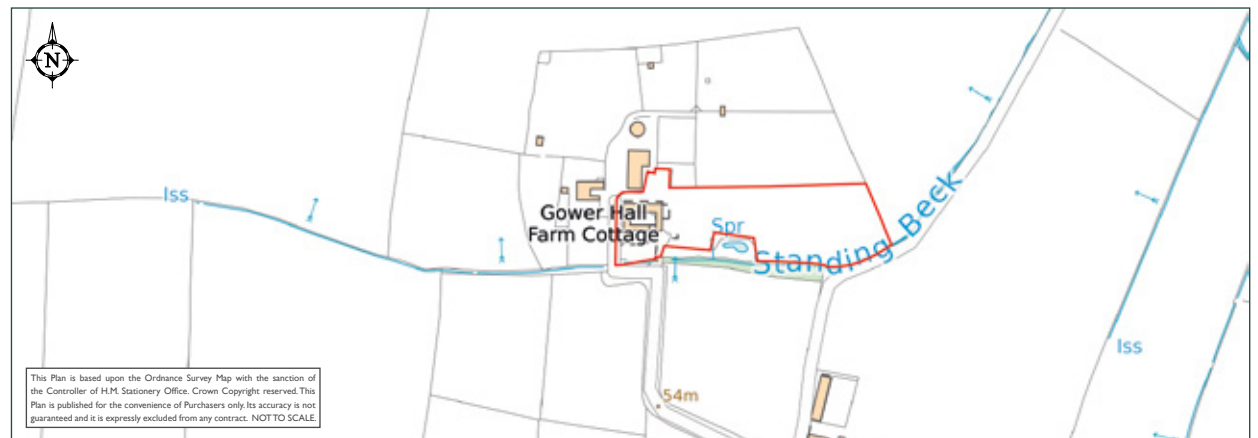 N
Iss
Gower Hall
Farm Cottage
Spr
Standing Beck
Iss
54m
This Plan is based upon the Ordnance Survey Map with the sanction of
the Controller of H.M. Stationery Office. Crown Copyright reserved. This
Plan is published for the convenience of Purchasers only. Its accuracy is not
guaranteed and it is expressly excluded from any contract. NOT TO SCALE.